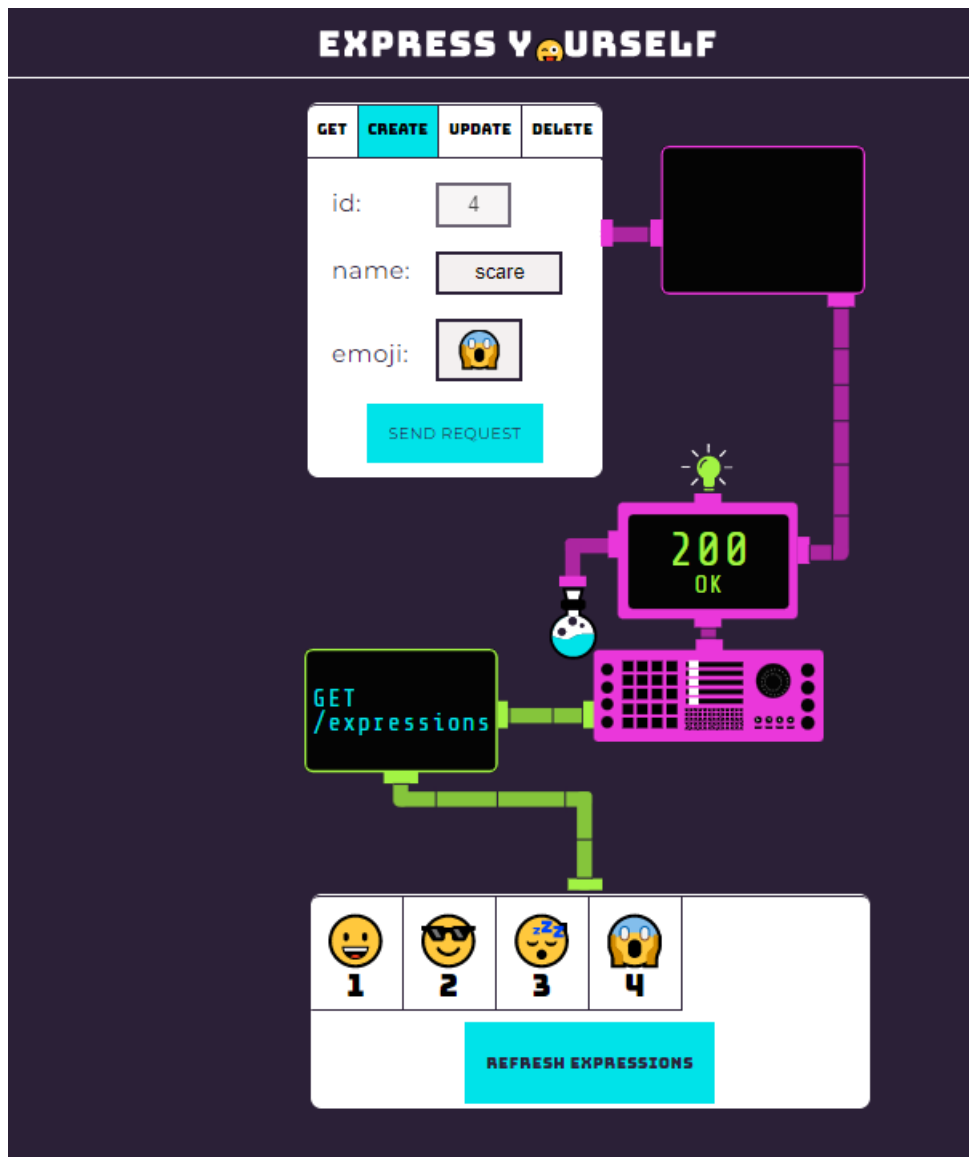 EXPRESS Y😜URSELF
GET CREATE UPDATE DELETE
id: 4
name: scare
emoji: 😱
SEND REQUEST
200
OK
GET
/expressions
zzz
1 2 3 4
REFRESH EXPRESSIONS